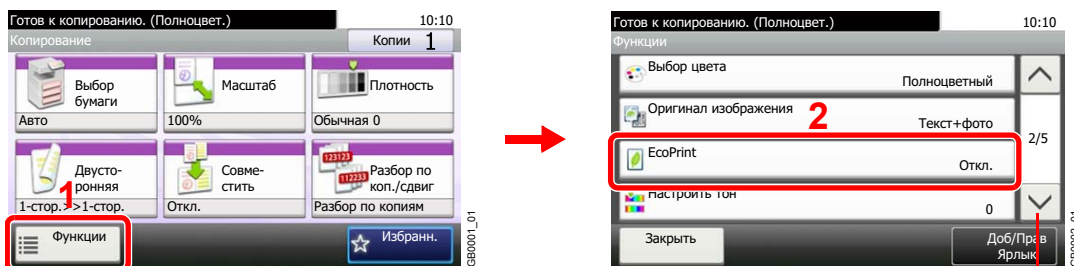 Готов к копированию. (Полноцвет.) 10:10
Копирование
Копии 1
Выбор
бумаги
Авто
Масштаб
100%
Плотность
Обычная 0
Двусто-
ронняя
1-стор.>>1-стор.
Совме-
стить
Откл.
123123
112233
Разбор по
коп./сдвиг
Разбор по копиям
1
Функции
Избранн.
GB0001_01
Готов к копированию. (Полноцвет.) 10:10
Функции
Выбор цвета
Полноцветный
Оригинал изображения
Текст+фото
2
2/5
EcoPrint
Откл.
Настроить тон
0
Закрыть
Доб/Прав
Ярлык